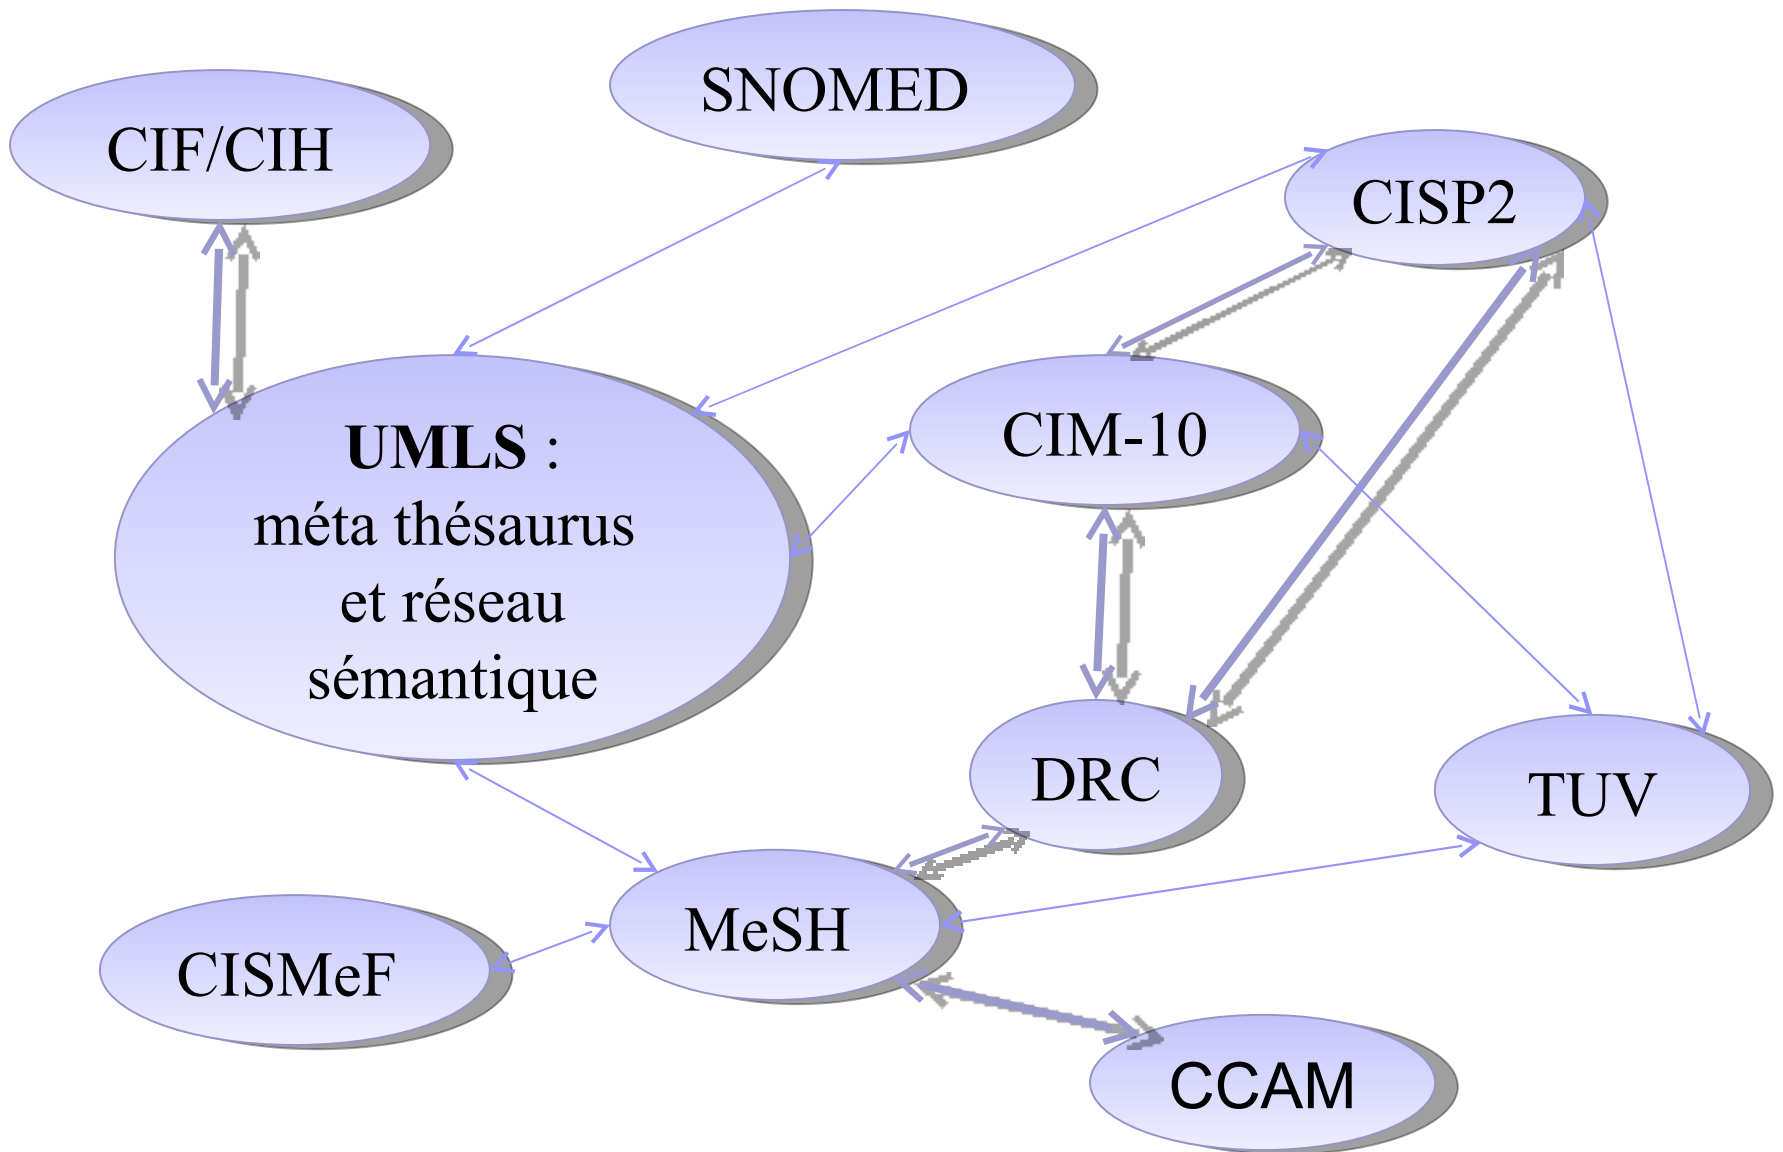 SNOMED
CIF/CIH
CISP2
UMLS :
méta thésaurus
et réseau
sémantique
CIM-10
DRC
TUV
MeSH
CISMeF
CCAM